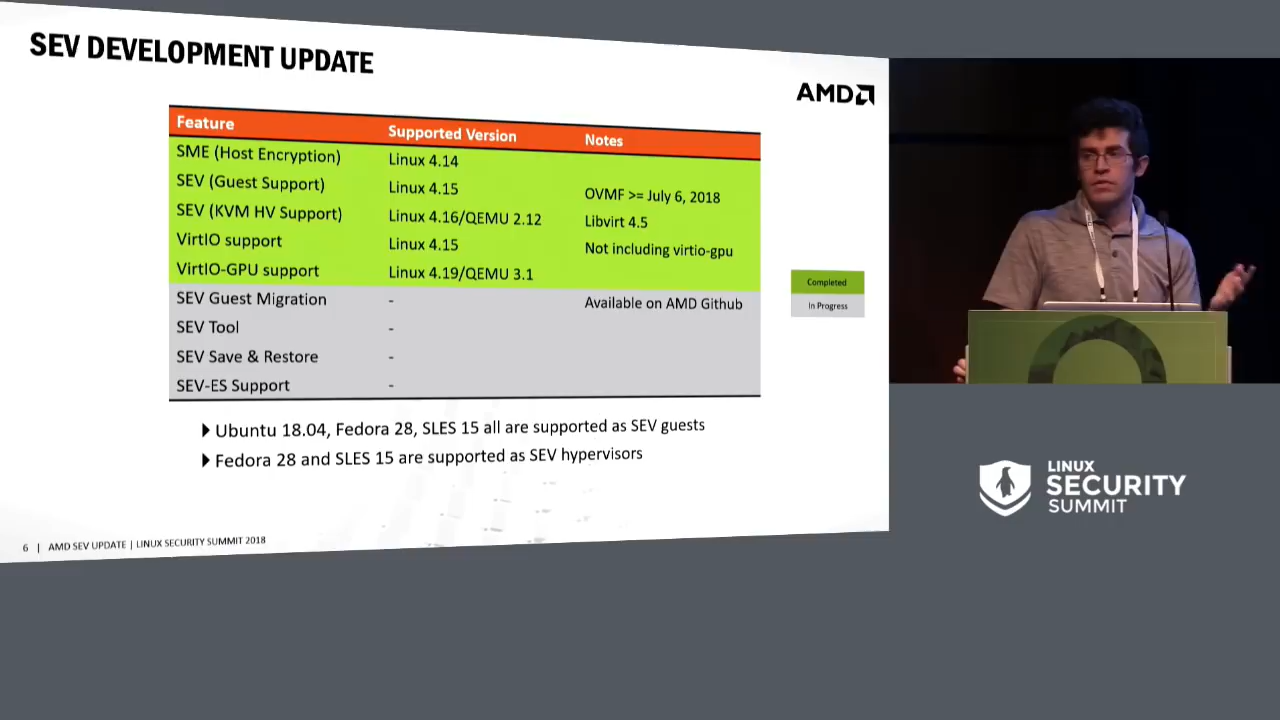 SEV DEVELOPMENT UPDATE
AMD
Feature Supported Version Notes
SME (Host Encryption) Linux 4.14
SEV (Guest Support) Linux 4.15 OVMF >= July 6, 2018
SEV (KVM HV Support) Linux 4.16/QEMU 2.12 Libvirt 4.5
VirtIO support Linux 4.15 Not including virtio-gpu
VirtIO-GPU support Linux 4.19/QEMU 3.1
SEV Guest Migration - Available on AMD Github
SEV Tool -
SEV Save & Restore -
SEV-ES Support -
Completed
In Progress
Ubuntu 18.04, Fedora 28, SLES 15 all are supported as SEV guests
Fedora 28 and SLES 15 are supported as SEV hypervisors
6 | AMD SEV UPDATE | LINUX SECURITY SUMMIT 2018
LINUX
SECURITY
SUMMIT